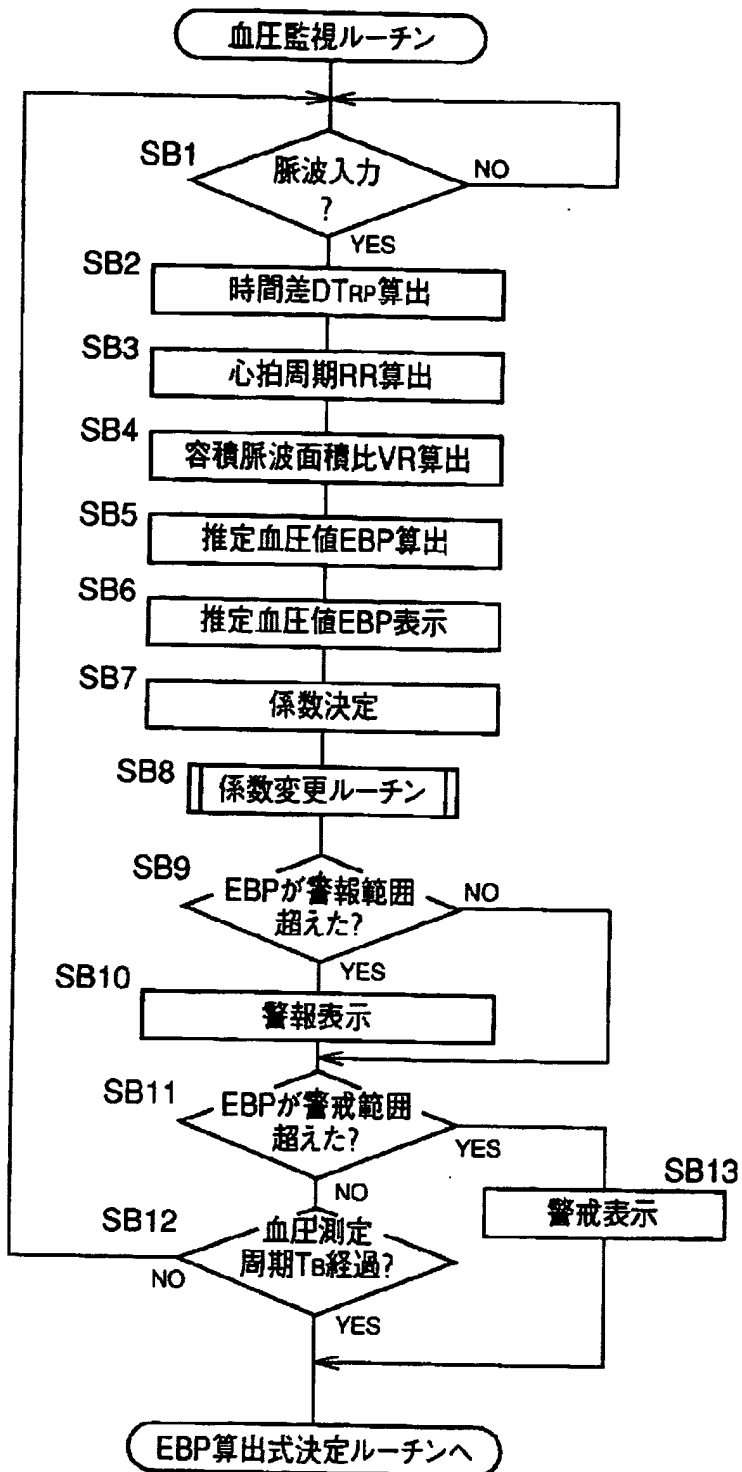 血圧監視ルーチン
SB1
脈波入力
?
NO
YES
SB2
時間差DTRP算出
SB3
心拍周期RR算出
SB4
容積脈波面積比VR算出
SB5
推定血圧値EBP算出
SB6
推定血圧値EBP表示
SB7
係数決定
SB8
係数変更ルーチン
SB9
EBPが警報範囲
超えた?
NO
YES
SB10
警報表示
SB11
EBPが警戒範囲
超えた?
YES
NO
SB13
警戒表示
SB12
血圧測定
周期TB経過?
NO
YES
EBP算出式決定ルーチンへ